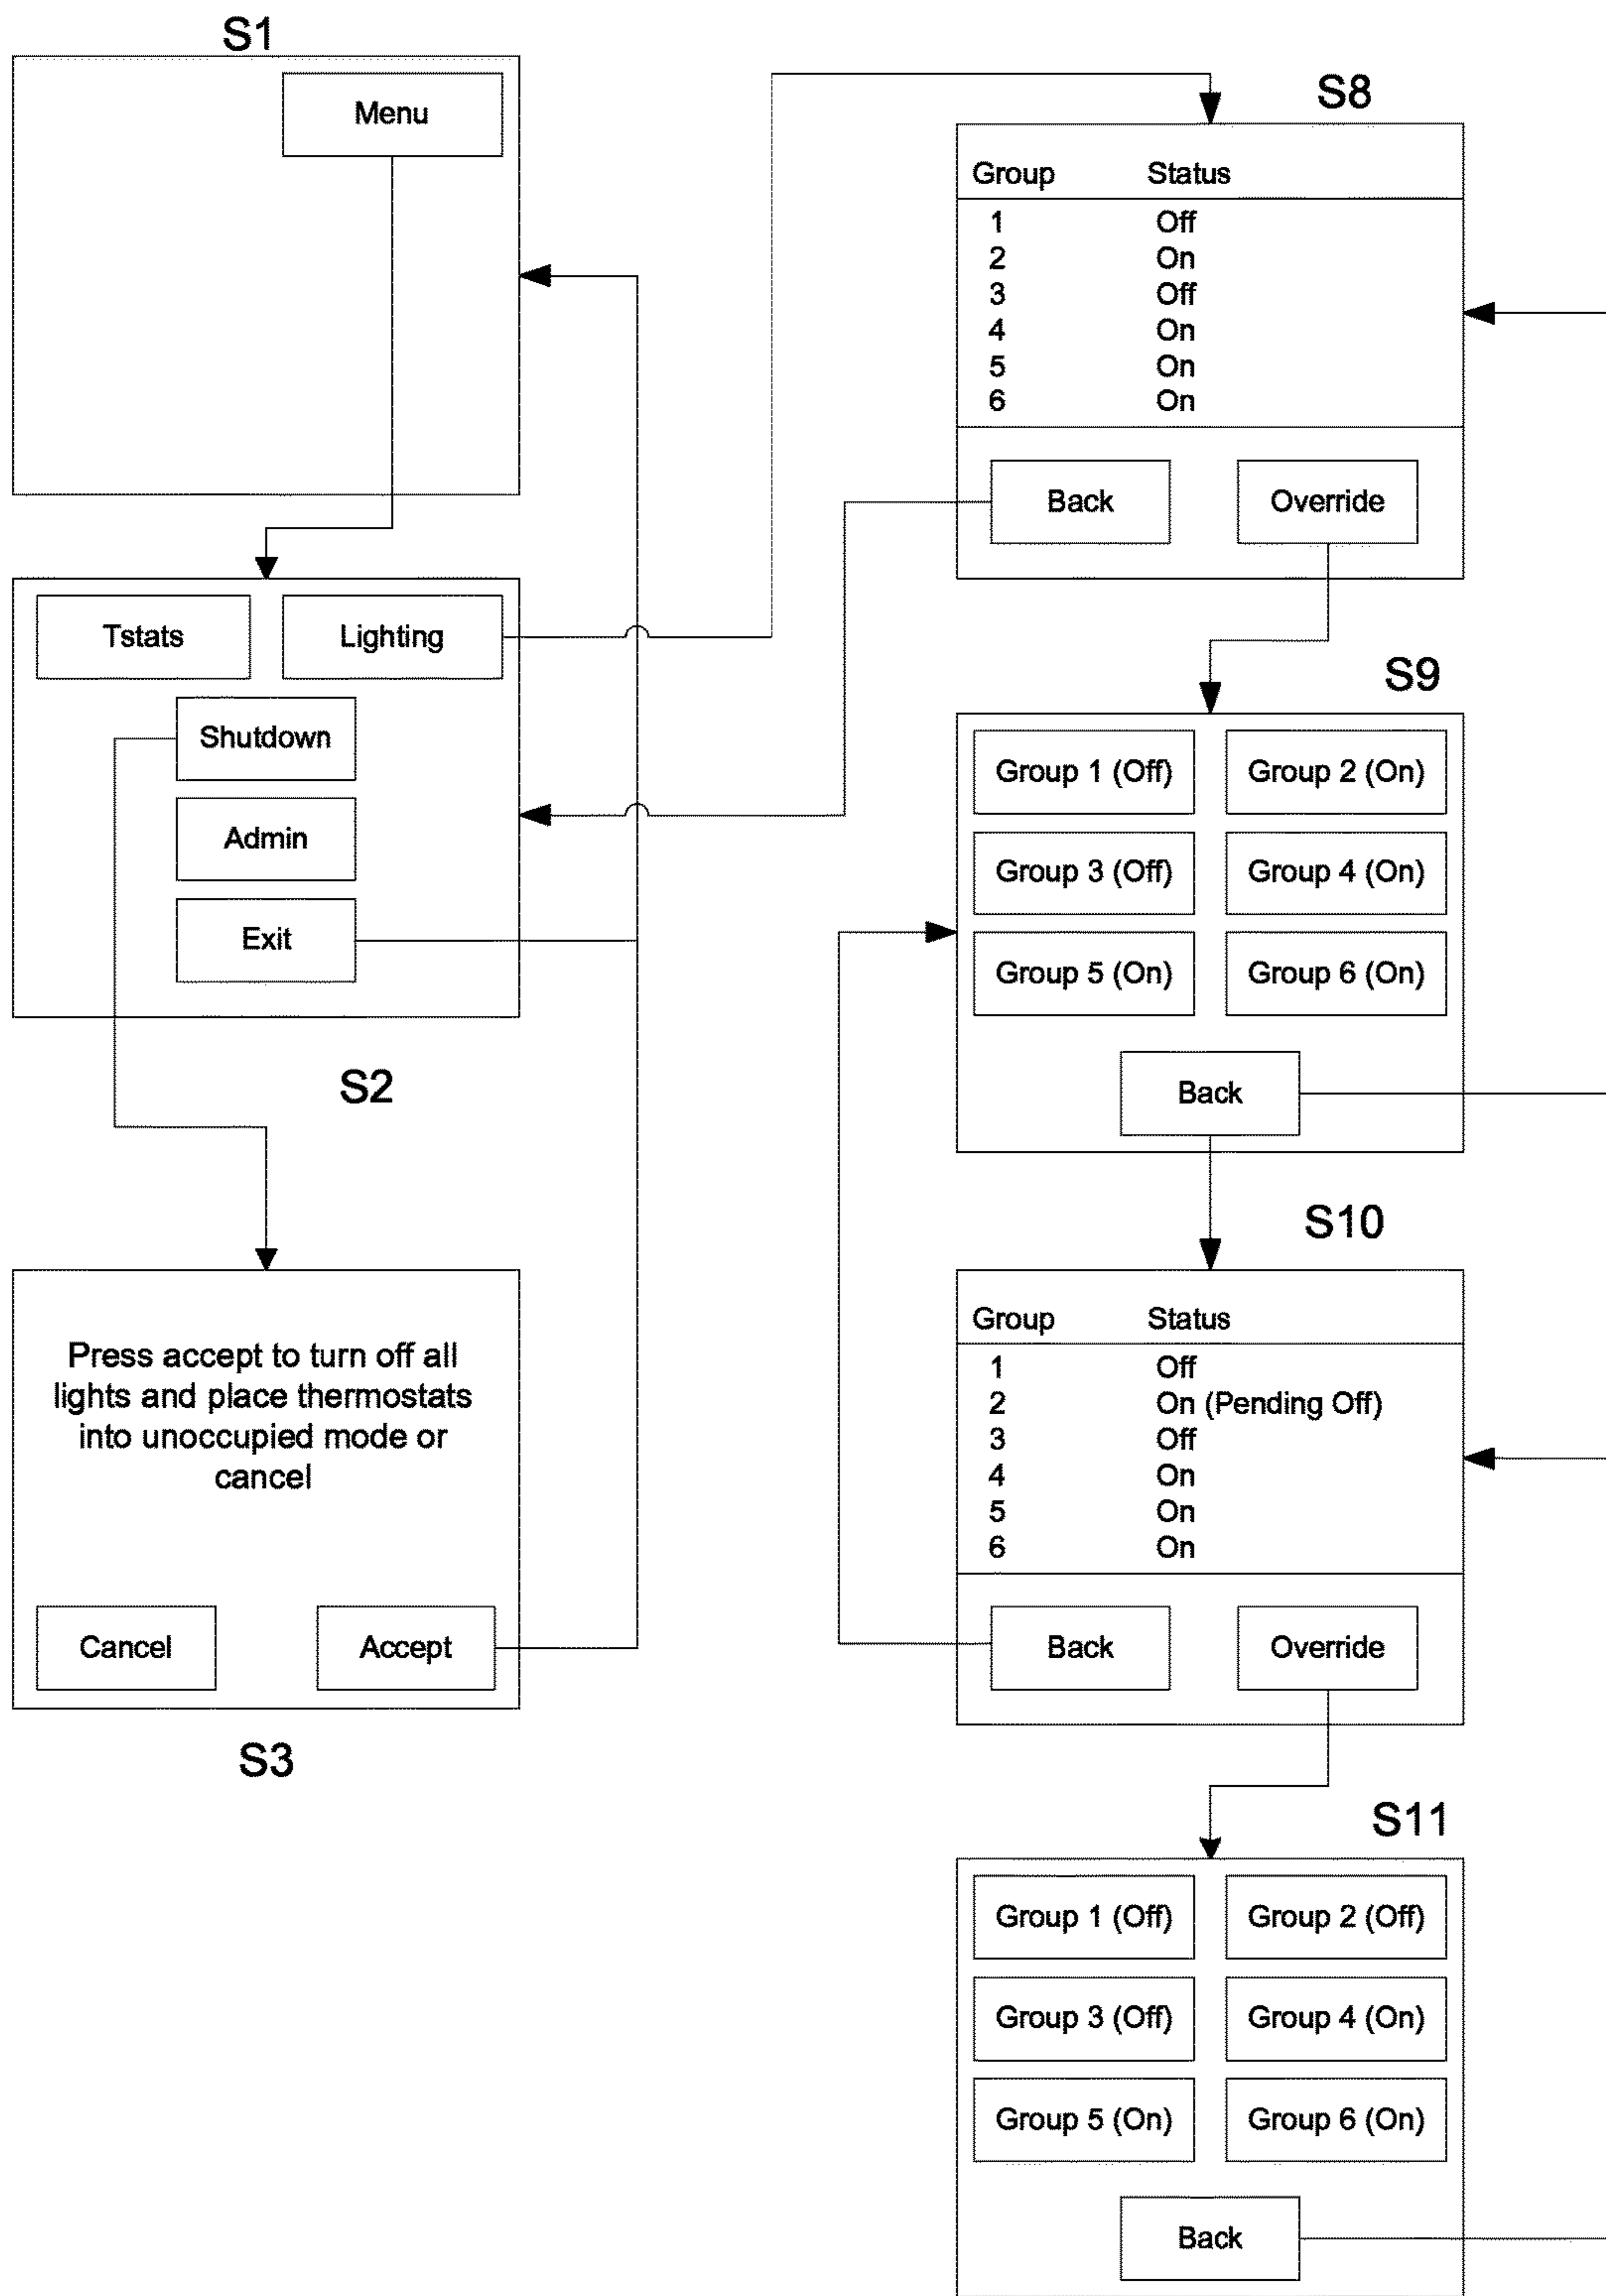 S1
Menu
Tstats Lighting
Shutdown
Admin
Exit
S2
Press accept to turn off all
lights and place thermostats
into unoccupied mode or
cancel
Cancel Accept
S3
S8
Group Status
1 Off
2 On
3 Off
4 On
5 On
6 On
Back Override
S9
Group 1 (Off) Group 2 (On)
Group 3 (Off) Group 4 (On)
Group 5 (On) Group 6 (On)
Back
S10
Group Status
1 Off
2 On (Pending Off)
3 Off
4 On
5 On
6 On
Back Override
S11
Group 1 (Off) Group 2 (Off)
Group 3 (Off) Group 4 (On)
Group 5 (On) Group 6 (On)
Back